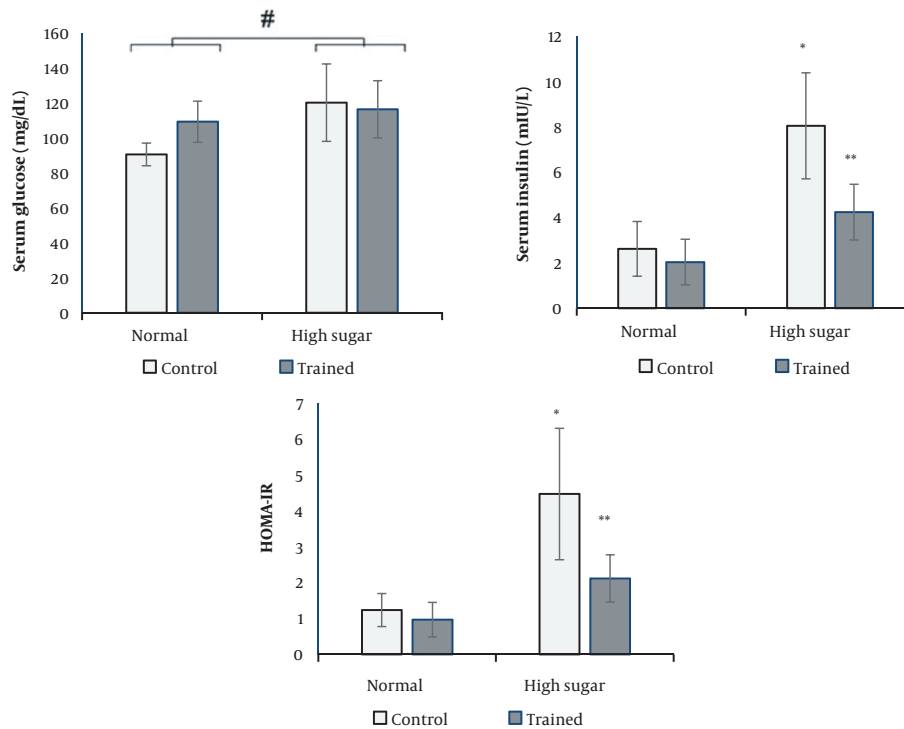 #
Serum glucose (mg/dL)
160
140
120
100
80
60
40
20
0
Normal
High sugar
Control
Trained
Serum insulin (mIU/L)
12
10
8
6
4
2
0
*
**
Normal
High sugar
Control
Trained
HOMA-IR
7
6
5
4
3
2
1
0
*
**
Normal
High sugar
Control
Trained